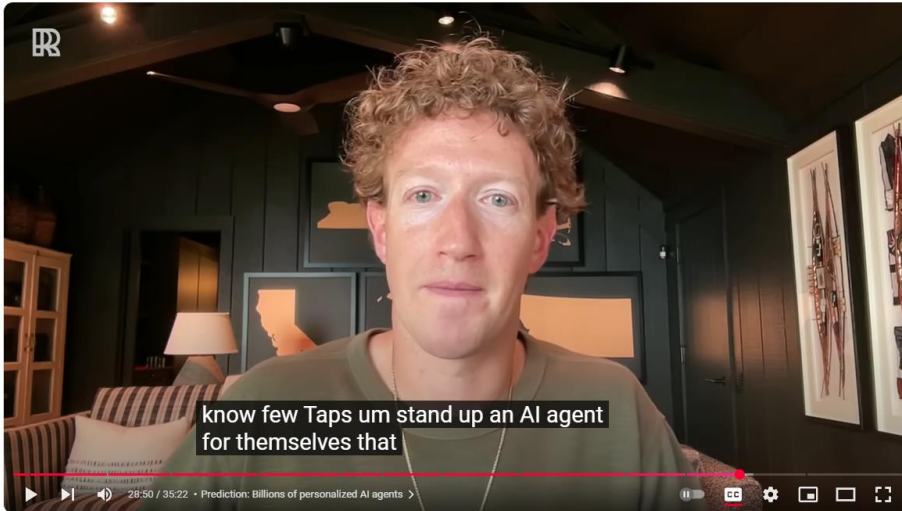 R
know few Taps um stand up an AI agent
for themselves that
28:50 / 35:22 • Prediction: Billions of personalized AI agents >
CC